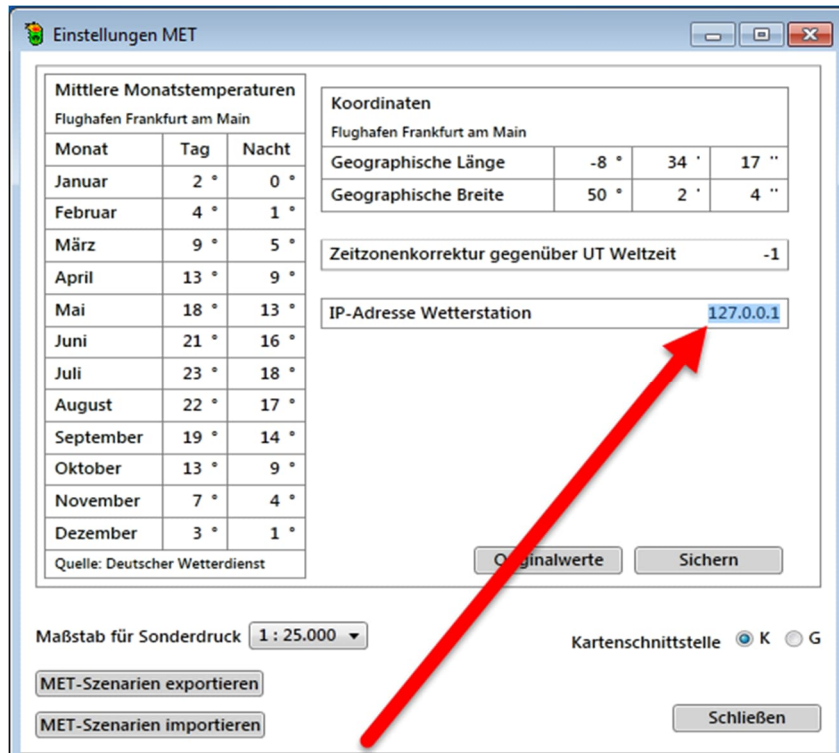 Einstellungen MET
Mittlere Monatstemperaturen
Flughafen Frankfurt am Main
Monat Tag Nacht
Januar 2 ° 0 °
Februar 4 ° 1 °
März 9 ° 5 °
April 13 ° 9 °
Mai 18 ° 13 °
Juni 21 ° 16 °
Juli 23 ° 18 °
August 22 ° 17 °
September 19 ° 14 °
Oktober 13 ° 9 °
November 7 ° 4 °
Dezember 3 ° 1 °
Quelle: Deutscher Wetterdienst
Koordinaten
Flughafen Frankfurt am Main
Geographische Länge -8 ° 34 ' 17 ''
Geographische Breite 50 ° 2 ' 4 ''
Zeitzonenkorrektur gegenüber UT Weltzeit -1
IP-Adresse Wetterstation 127.0.0.1
Originalwerte Sichern
Maßstab für Sonderdruck 1 : 25.000
Kartenschnittstelle K G
MET-Szenarien exportieren
MET-Szenarien importieren
Schließen